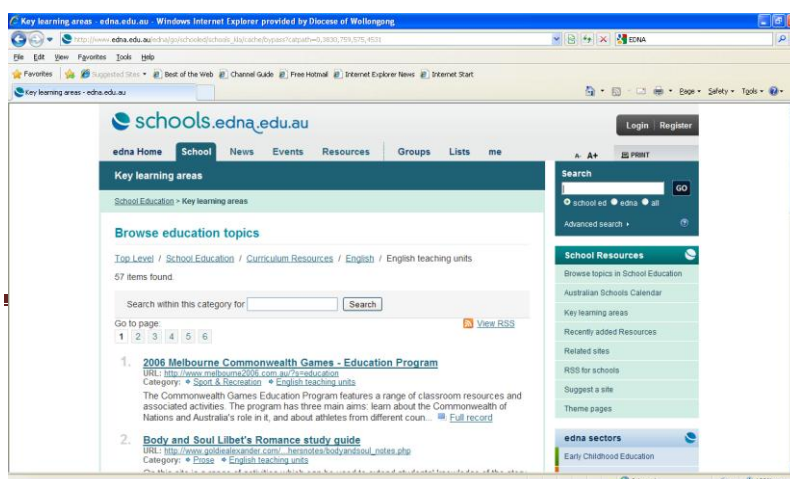 Key learning areas - edna.edu.au - Windows Internet Explorer provided by Diocese of Wollongong
http://www.edna.edu.au/edna/go/schooled/school
EDNA
File Edit View Favorites Tools Help
Favorites Suggested Sites Best of the Web Channel Guide Free Hotmail Internet Explorer News Internet Start
Key learning areas - edna.edu.au
Page Safety Tools
schools.edna.edu.au
Login Register
edna Home School News Events Resources Groups Lists me
A- A+ PRINT
Key learning areas
School Education > Key learning areas
Browse education topics
Top Level / School Education / Curriculum Resources / English / English teaching units
57 items found.
Search within this category for Search
Go to page:
View RSS
1 2 3 4 5 6
1. 2006 Melbourne Commonwealth Games - Education Program
URL: http://www.melbourne2006.com.au/?s=education
Category: Sport & Recreation English teaching units
The Commonwealth Games Education Program features a range of classroom resources and
associated activities. The program has three main aims: learn about the Commonwealth of
Nations and Australia's role in it, and about athletes from different coun... Full record
2. Body and Soul Lilbet's Romance study guide
URL: http://www.goldiealexander.com/...hersnotes/bodyandsoul_notes.php
Category: Prose English teaching units
Search
GO
school ed edna all
Advanced search
School Resources
Browse topics in School Education
Australian Schools Calendar
Key learning areas
Recently added Resources
Related sites
RSS for schools
Suggest a site
Theme pages
edna sectors
Early Childhood Education